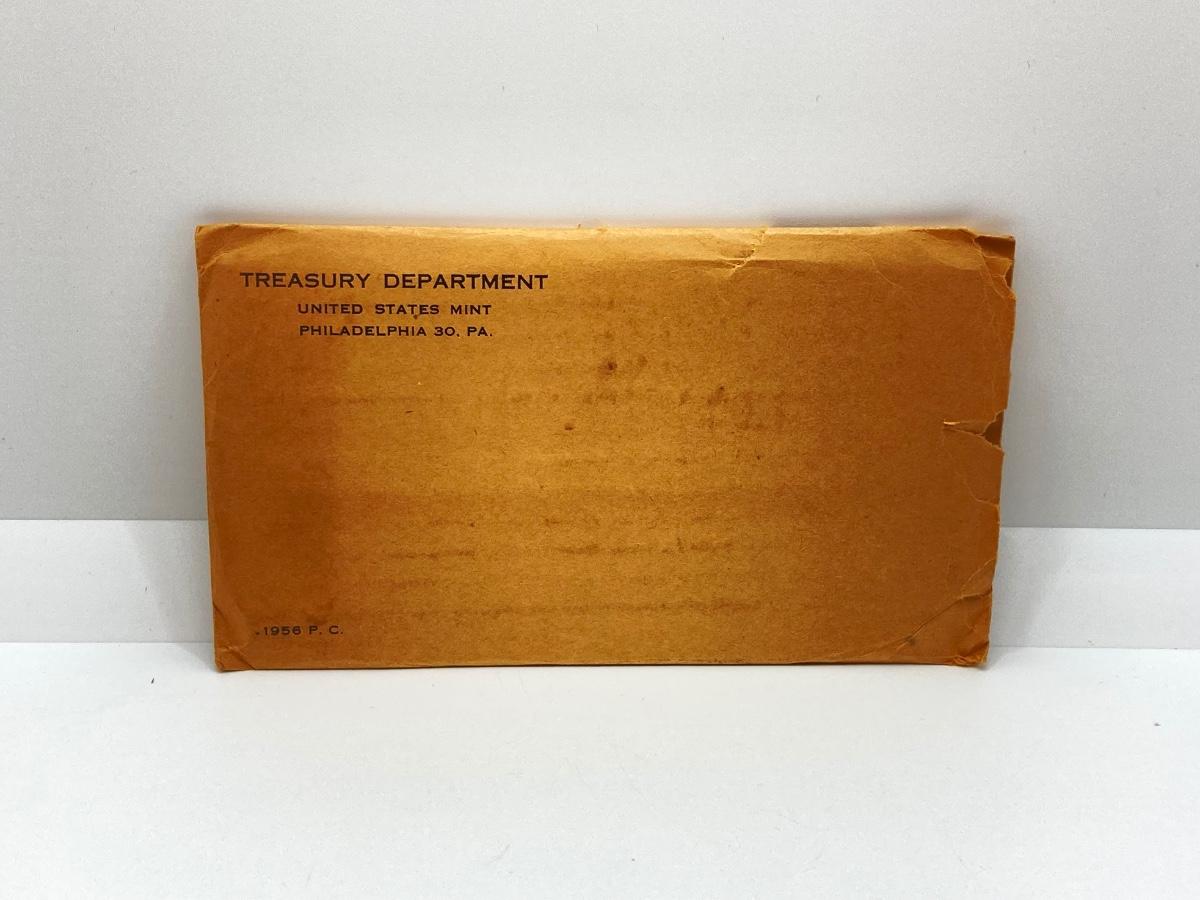 TREASURY DEPARTMENT
UNITED STATES MINT
PHILADELPHIA 30, PA.
1956 P. C.